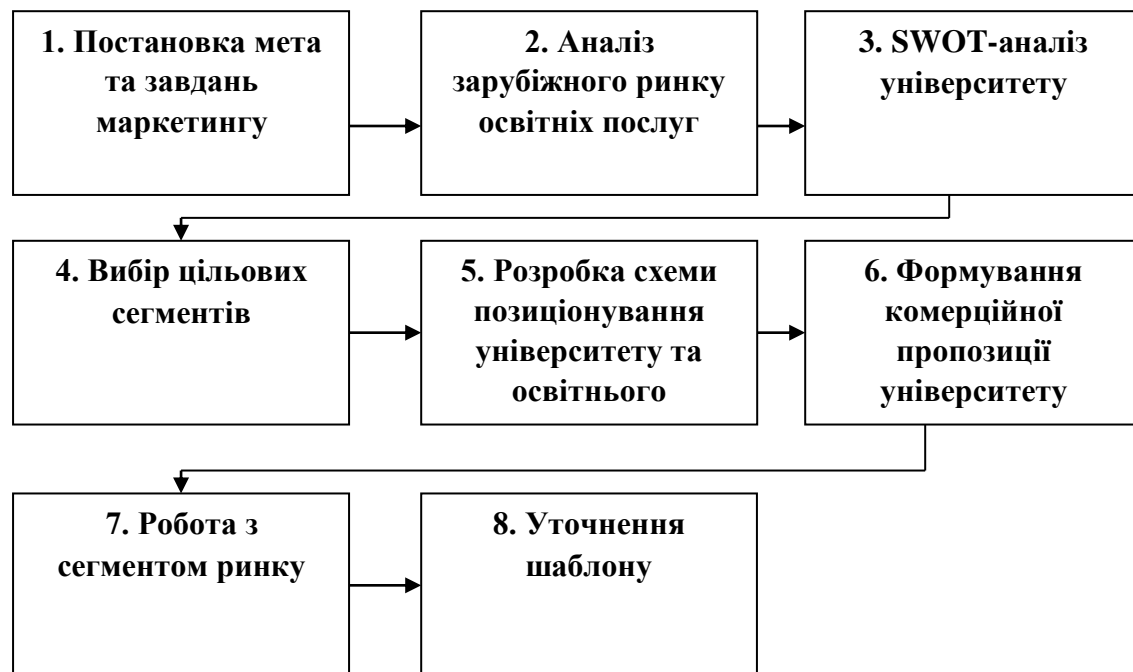 1. Постановка мета
та завдань
маркетингу
2. Аналіз
зарубіжного ринку
освітніх послуг
3. SWOT-аналіз
університету
4. Вибір цільових
сегментів
5. Розробка схеми
позиціонування
університету та
освітнього
6. Формування
комерційної
пропозиції
університету
7. Робота з
сегментом ринку
8. Уточнення
шаблону